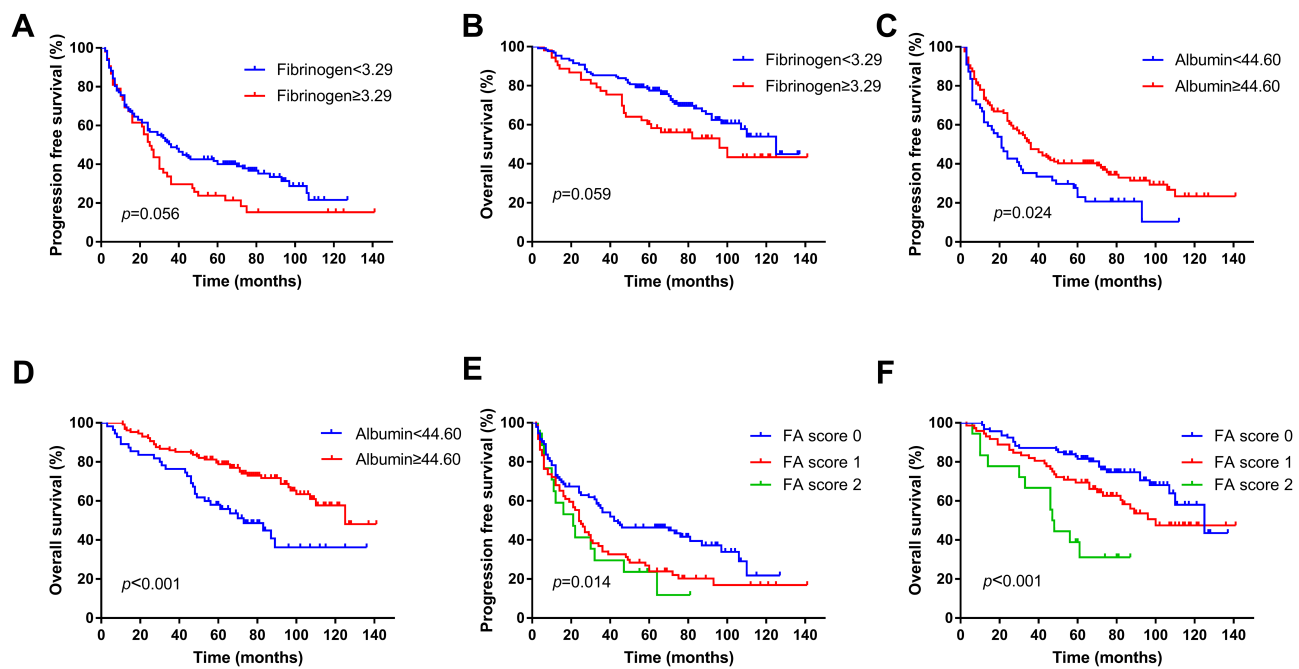 A
Progression free survival (%)
100
80
60
40
20
0
Fibrinogen<3.29
Fibrinogen≥3.29
p=0.056
0 20 40 60 80 100 120 140
Time (months)
B
Overall survival (%)
100
80
60
40
20
0
Fibrinogen<3.29
Fibrinogen≥3.29
p=0.059
0 20 40 60 80 100 120 140
Time (months)
C
Progression free survival (%)
100
80
60
40
20
0
Albumin<44.60
Albumin≥44.60
p=0.024
0 20 40 60 80 100 120 140
Time (months)
D
Overall survival (%)
100
80
60
40
20
0
Albumin<44.60
Albumin≥44.60
p<0.001
0 20 40 60 80 100 120 140
Time (months)
E
Progression free survival (%)
100
80
60
40
20
0
FA score 0
FA score 1
FA score 2
p=0.014
0 20 40 60 80 100 120 140
Time (months)
F
Overall survival (%)
100
80
60
40
20
0
FA score 0
FA score 1
FA score 2
p<0.001
0 20 40 60 80 100 120 140
Time (months)